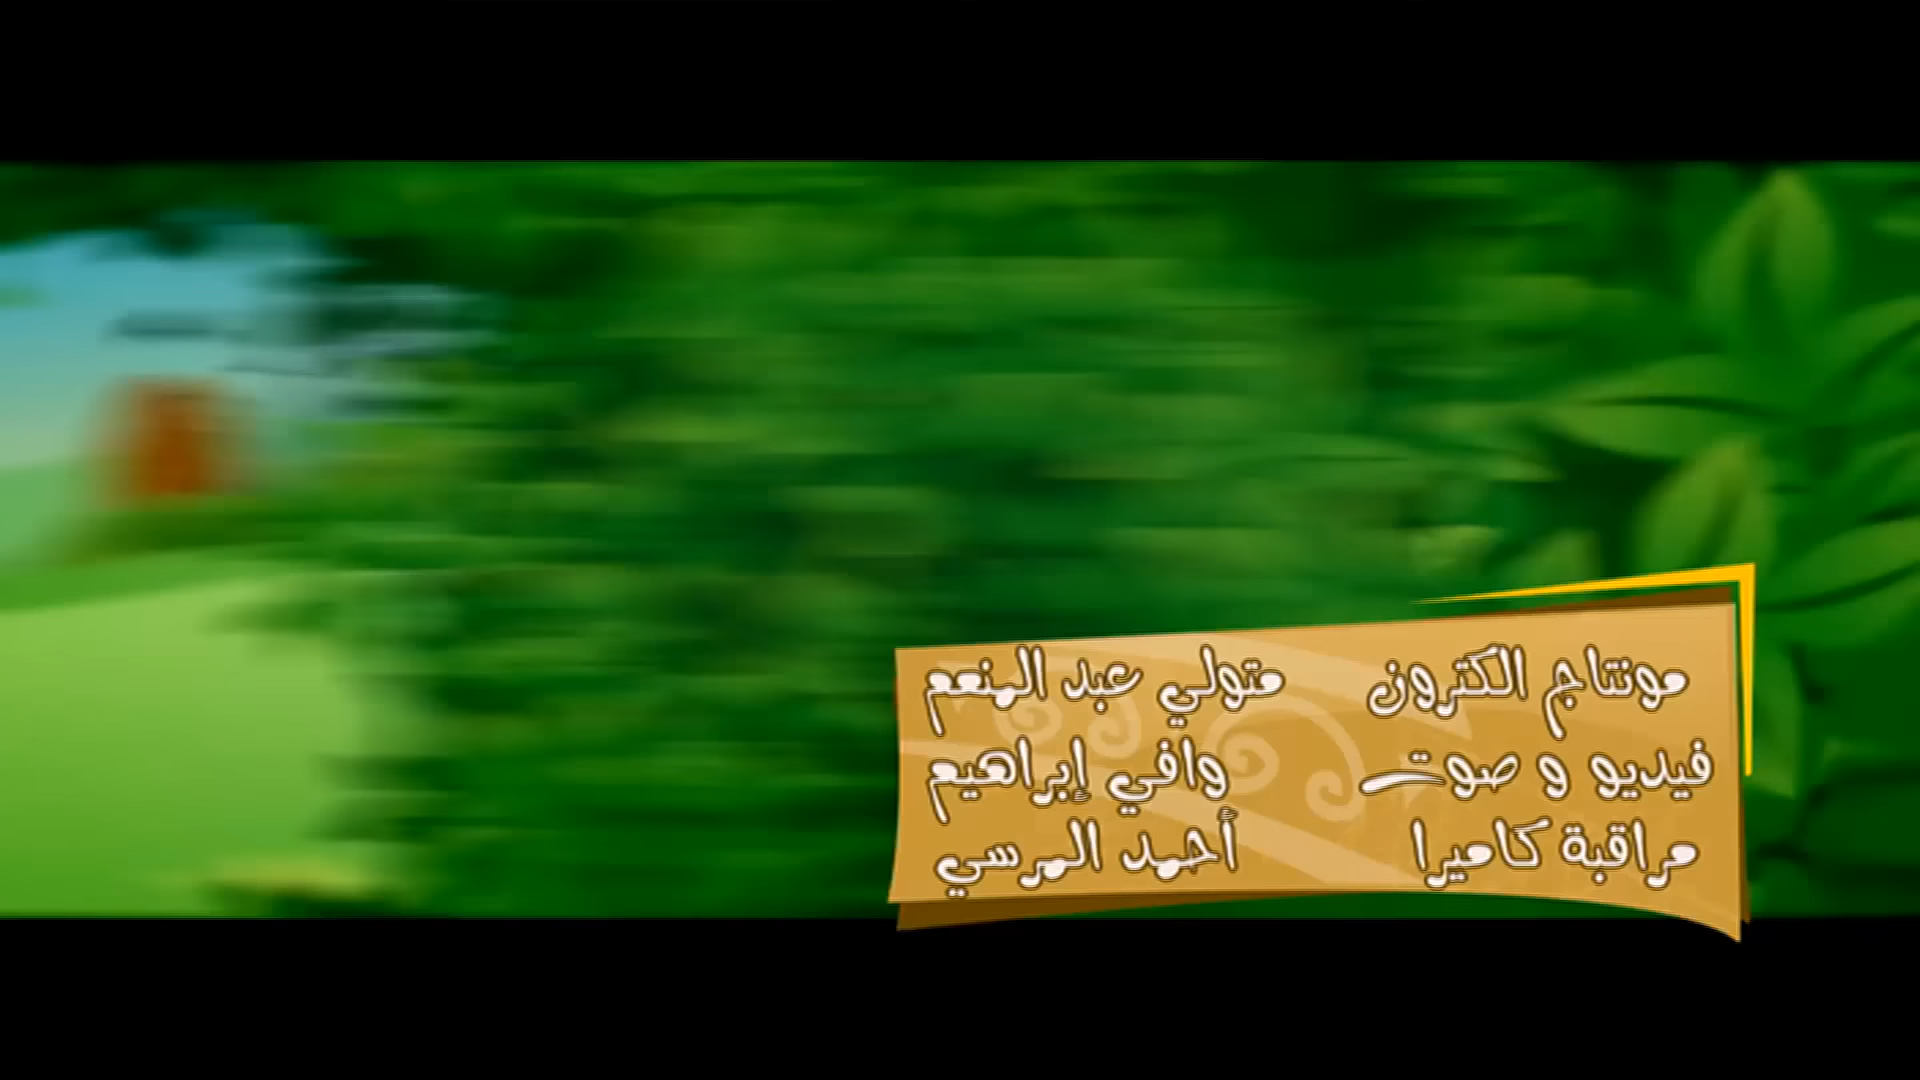 مونتاج الكترون متولي عبد المنعم
فيديو و صوت وافي إبراهيم
مراقبة كاميرا أحمد المرسي